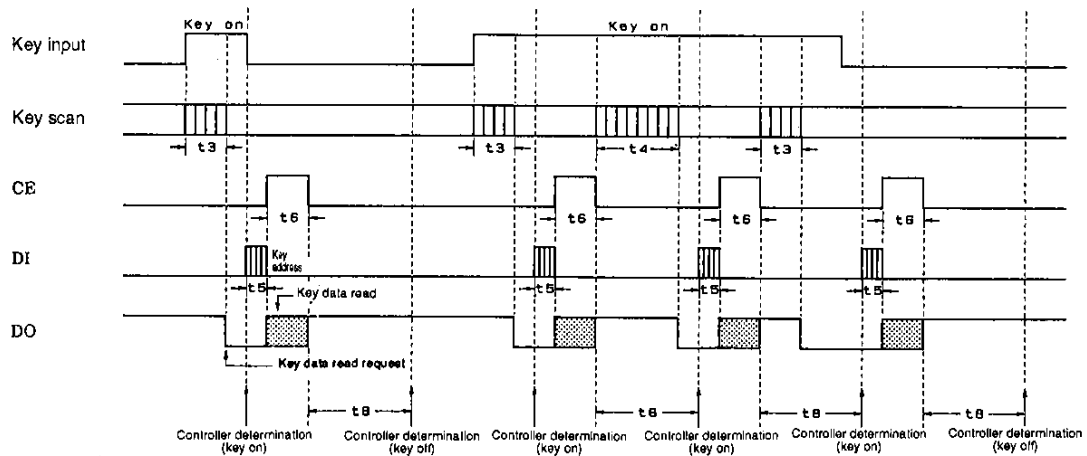 Key on
Key on
Key input
Key scan
t3
t3
t4
t3
CE
t6
t6
t6
t6
DI
Key
address
t5
t5
t5
t5
Key data read
DO
Key data read request
t8
t8
t8
t8
Controller determination
(key on)
Controller determination
(key off)
Controller determination
(key on)
Controller determination
(key on)
Controller determination
(key on)
Controller determination
(key off)